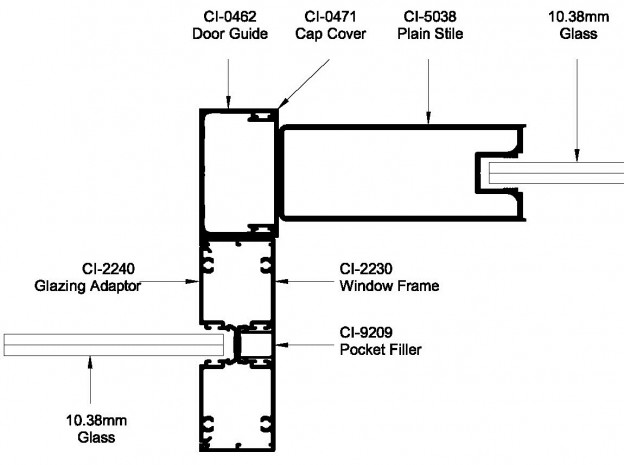 CI-0462
Door Guide
CI-0471
Cap Cover
CI-5038
Plain Stile
10.38mm
Glass
CI-2240
Glazing Adaptor
CI-2230
Window Frame
CI-9209
Pocket Filler
10.38mm
Glass